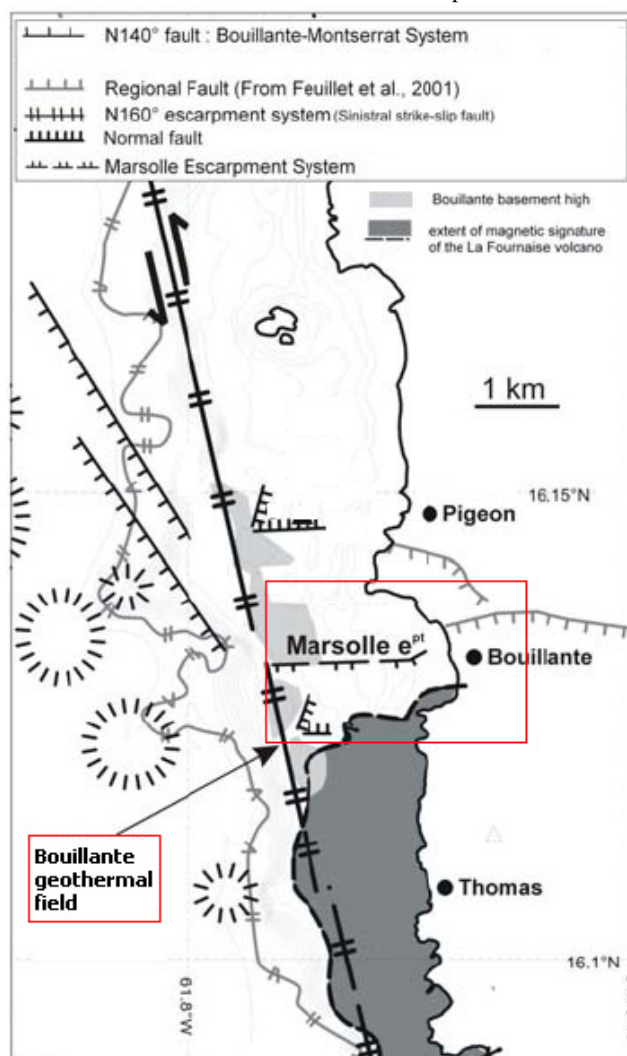 N140° fault : Bouillante-Montserrat System
Regional Fault (From Feuillet et al., 2001)
N160° escarpment system (Sinistral strike-slip fault)
Normal fault
Marsolle Escarpment System
Bouillante basement high
extent of magnetic signature
of the La Fournaise volcano
1 km
16.15°N
Pigeon
Marsolle eᵖᵗ
Bouillante
Bouillante
geothermal
field
Thomas
16.1°N
61.8°W